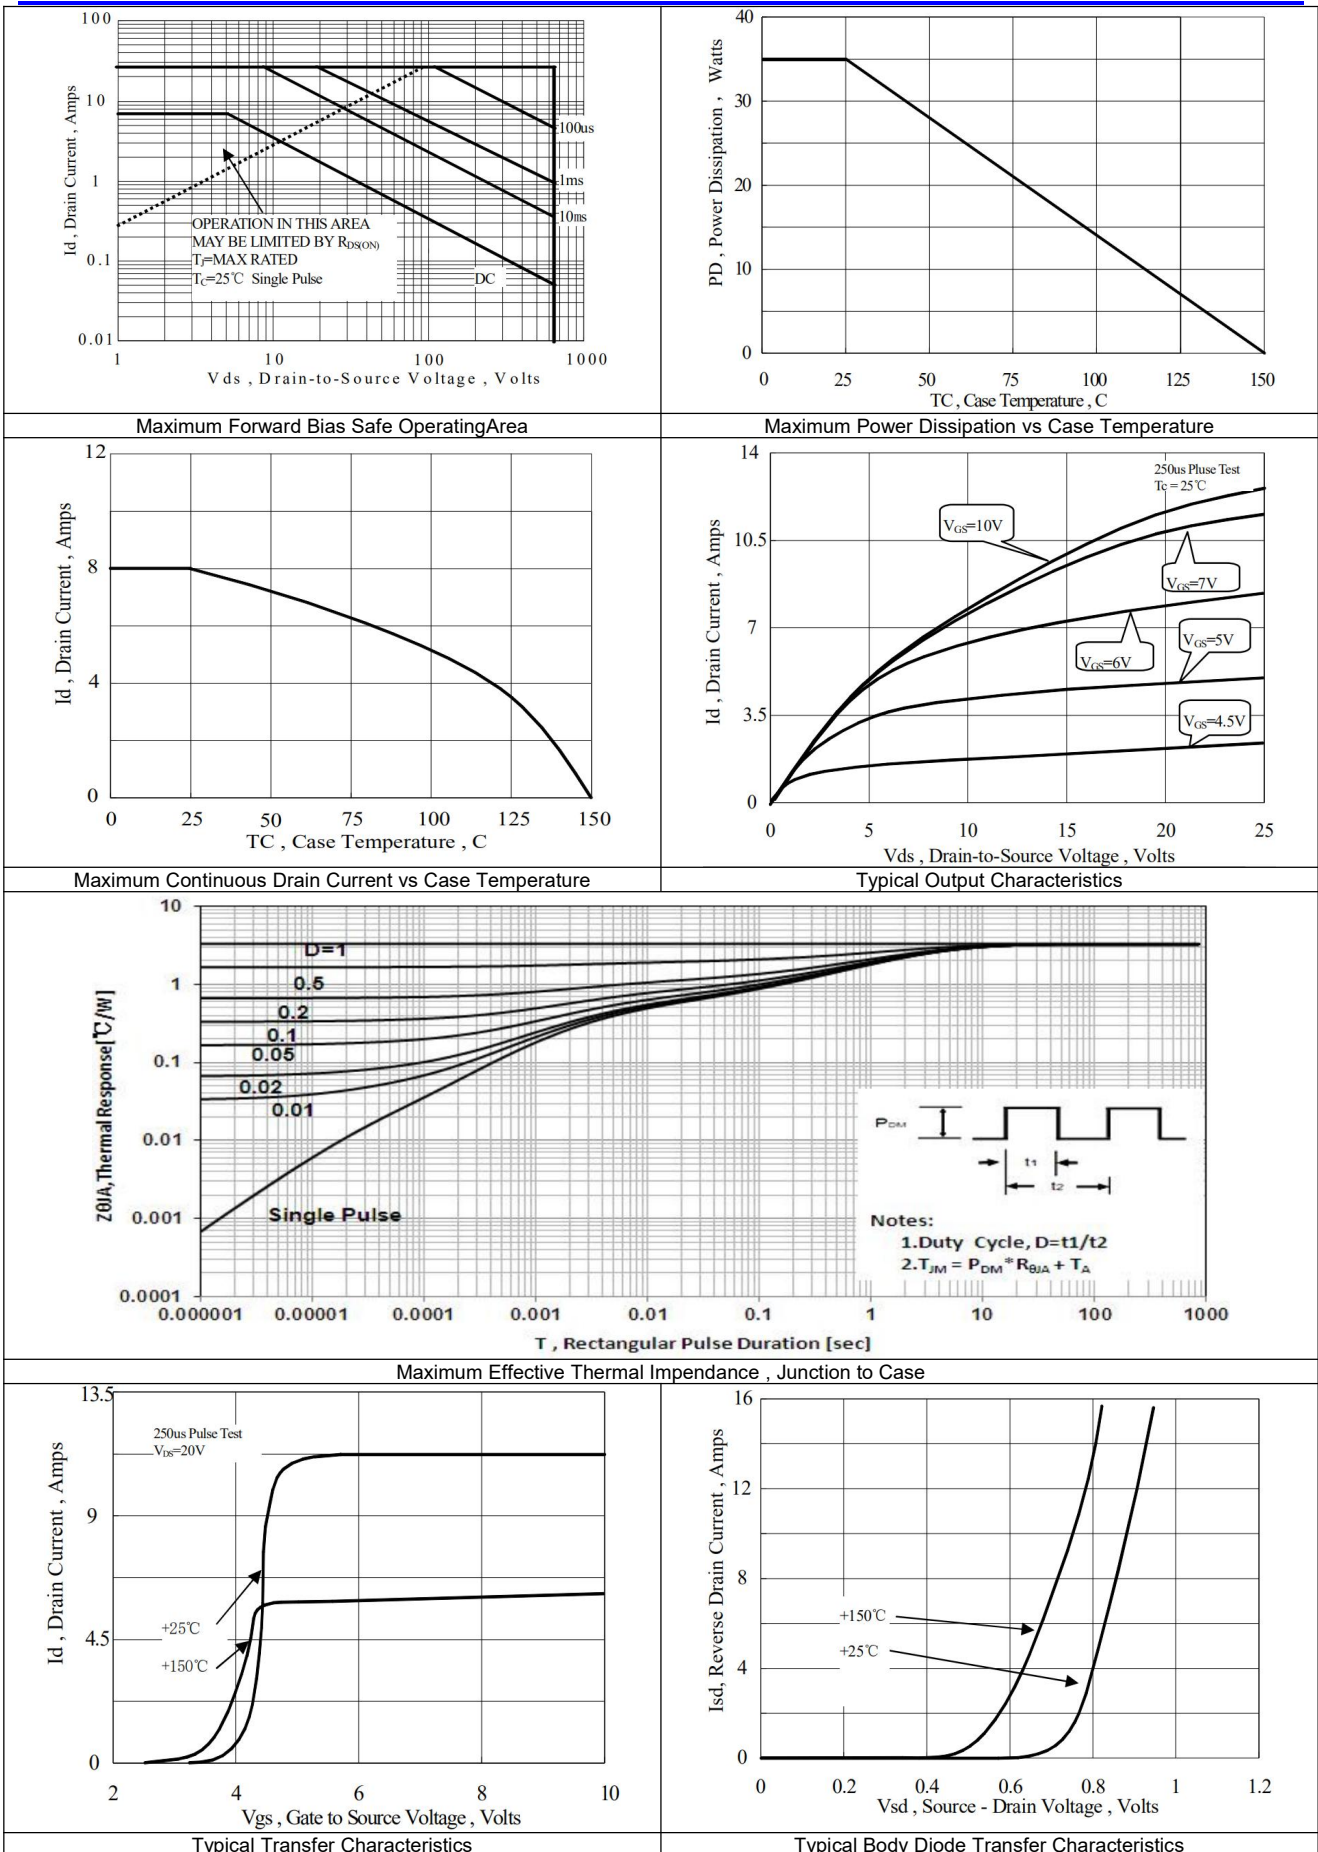 100
10
1
0.1
0.01
Id , Drain Current , Amps
OPERATION IN THIS AREA
MAY BE LIMITED BY RDS(ON)
TJ=MAX RATED
TC=25℃ Single Pulse
DC
100us
1ms
10ms
1 10 100 1000
Vds , Drain-to-Source Voltage , Volts
Maximum Forward Bias Safe OperatingArea
40
30
20
10
0
PD , Power Dissipation , Watts
0 25 50 75 100 125 150
TC , Case Temperature , C
Maximum Power Dissipation vs Case Temperature
12
8
4
0
Id , Drain Current , Amps
0 25 50 75 100 125 150
TC , Case Temperature , C
Maximum Continuous Drain Current vs Case Temperature
14
10.5
7
3.5
0
Id , Drain Current , Amps
250us Pluse Test
Tc = 25℃
VGS=10V
VGS=7V
VGS=6V
VGS=5V
VGS=4.5V
0 5 10 15 20 25
Vds , Drain-to-Source Voltage , Volts
Typical Output Characteristics
10
1
0.1
0.01
0.001
0.0001
ZθJA,Thermal Response[℃/W]
D=1
0.5
0.2
0.1
0.05
0.02
0.01
Single Pulse
PDM
t1
t2
Notes:
1.Duty Cycle, D=t1/t2
2.TJM = PDM*RθJA + TA
0.000001 0.00001 0.0001 0.001 0.01 0.1 1 10 100 1000
T , Rectangular Pulse Duration [sec]
Maximum Effective Thermal Impendance , Junction to Case
13.5
9
4.5
0
Id , Drain Current , Amps
250us Pulse Test
VDS=20V
+25℃
+150℃
2 4 6 8 10
Vgs , Gate to Source Voltage , Volts
Typical Transfer Characteristics
16
12
8
4
0
Isd, Reverse Drain Current , Amps
+150℃
+25℃
0 0.2 0.4 0.6 0.8 1 1.2
Vsd , Source - Drain Voltage , Volts
Typical Body Diode Transfer Characteristics